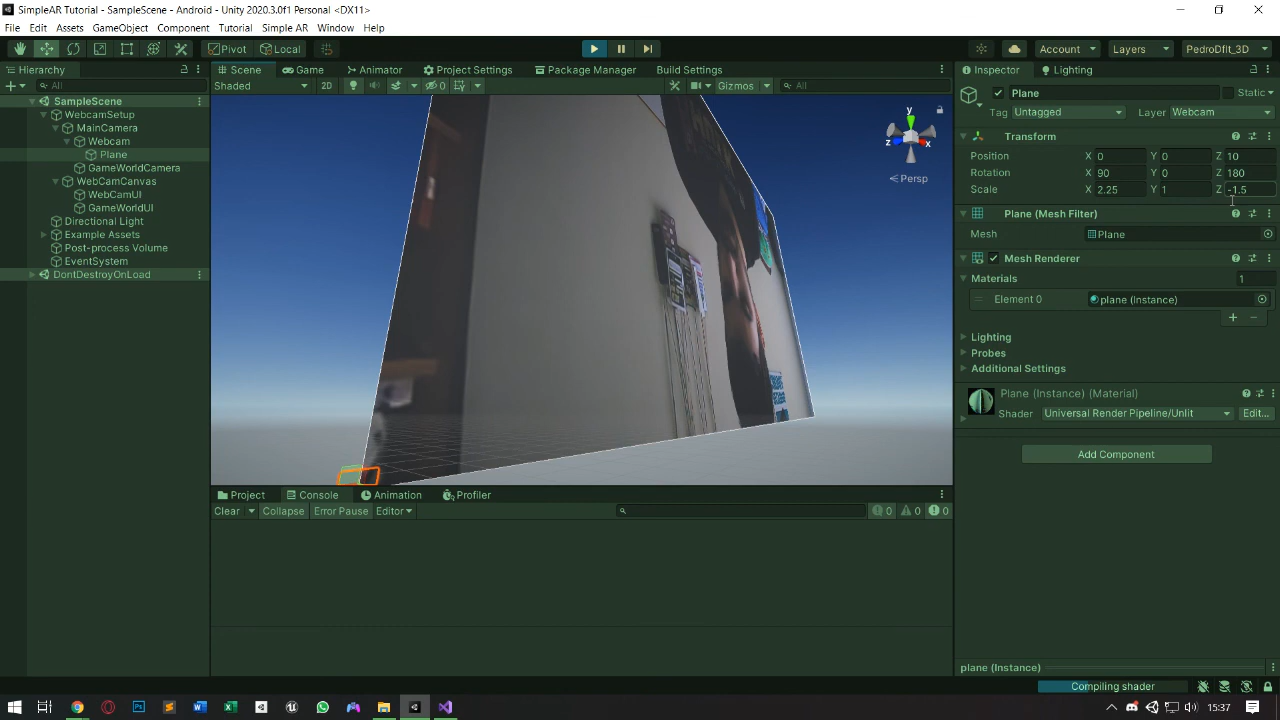 SimpleAR Tutorial - SampleScene - Android - Unity 2020.3.0f1 Personal <DX11>
File Edit Assets GameObject Component Tutorial Simple AR Window Help
Pivot Local Account Layers PedroDfit_3D
Hierarchy Scene Game Animator Project Settings Package Manager Build Settings Inspector Lighting
All Shaded 2D 0 Gizmos All Plane Static
SampleScene
WebcamSetup
MainCamera
Webcam
Plane
GameWorldCamera
WebCamCanvas
WebCamUI
GameWorldUI
Directional Light
Example Assets
Post-process Volume
EventSystem
DontDestroyOnLoad
y
z x
Persp
Tag Untagged Layer Webcam
Transform
Position X 0 Y 0 Z 10
Rotation X 90 Y 0 Z 180
Scale X 2.25 Y 1 Z -1.5
Plane (Mesh Filter)
Mesh Plane
Mesh Renderer
Materials 1
Element 0 plane (Instance)
Lighting
Probes
Additional Settings
Plane (Instance) (Material)
Shader Universal Render Pipeline/Unlit Edit...
Add Component
Project Console Animation Profiler
Clear Collapse Error Pause Editor 0 0 0
plane (Instance)
Compiling shader
15:37